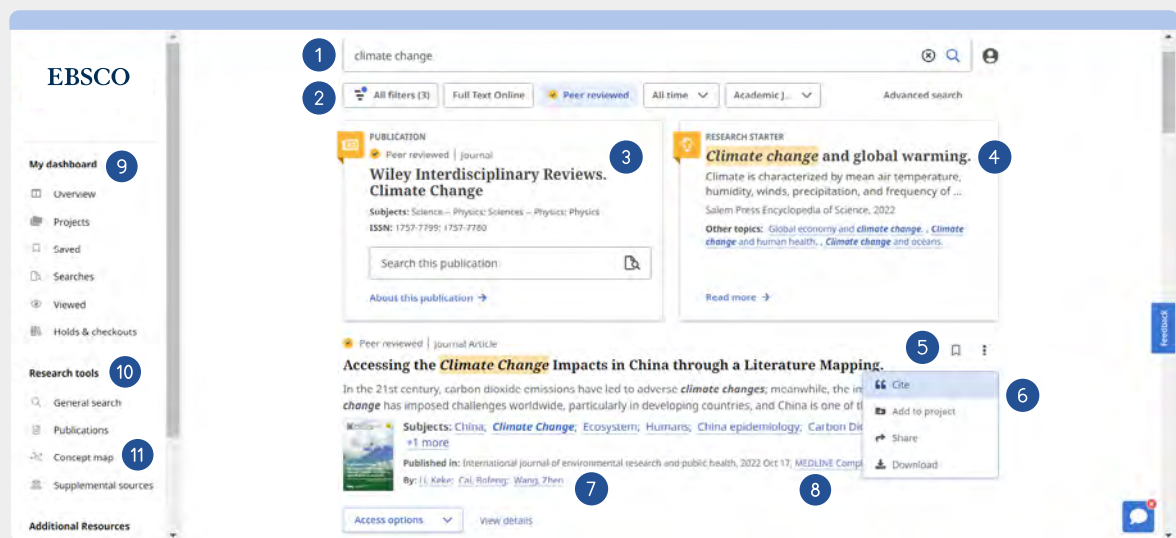 EBSCO
My dashboard
9
Overview
Projects
Saved
Searches
Viewed
Holds & checkouts
Research tools
10
General search
Publications
Concept map
11
Supplemental sources
Additional Resources
1
climate change
2
All filters (3)
Full Text Online
Peer reviewed
All time
Academic J...
Advanced search
PUBLICATION
Peer reviewed | Journal
3
Wiley Interdisciplinary Reviews.
Climate Change
Subjects: Science -- Physics; Sciences -- Physics; Physics
ISSN: 1757-7799; 1757-7780
Search this publication
About this publication
RESEARCH STARTER
Climate change and global warming.
4
Climate is characterized by mean air temperature,
humidity, winds, precipitation, and frequency of ...
Salem Press Encyclopedia of Science, 2022
Other topics: Global economy and climate change. , Climate
change and human health. , Climate change and oceans.
Read more
Feedback
Peer reviewed | Journal Article
5
Accessing the Climate Change Impacts in China through a Literature Mapping.
In the 21st century, carbon dioxide emissions have led to adverse climate changes; meanwhile, the
change has imposed challenges worldwide, particularly in developing countries, and China is one of
Subjects: China; Climate Change; Ecosystem; Humans; China epidemiology; Carbon
+1 more
Published in: International journal of environmental research and public health, 2022 Oct 17, MEDLINE
By: Li, Keke; Cai, Bofeng; Wang, Zhen
7
8
Cite
6
Add to project
Share
Download
Access options
View details